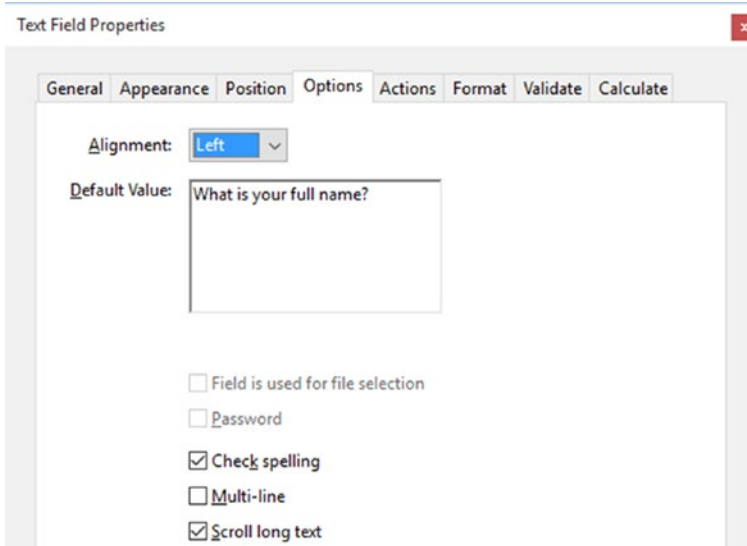 Text Field Properties
x
General Appearance Position Options Actions Format Validate Calculate
Alignment: Left
Default Value: What is your full name?
Field is used for file selection
Password
Check spelling
Multi-line
Scroll long text